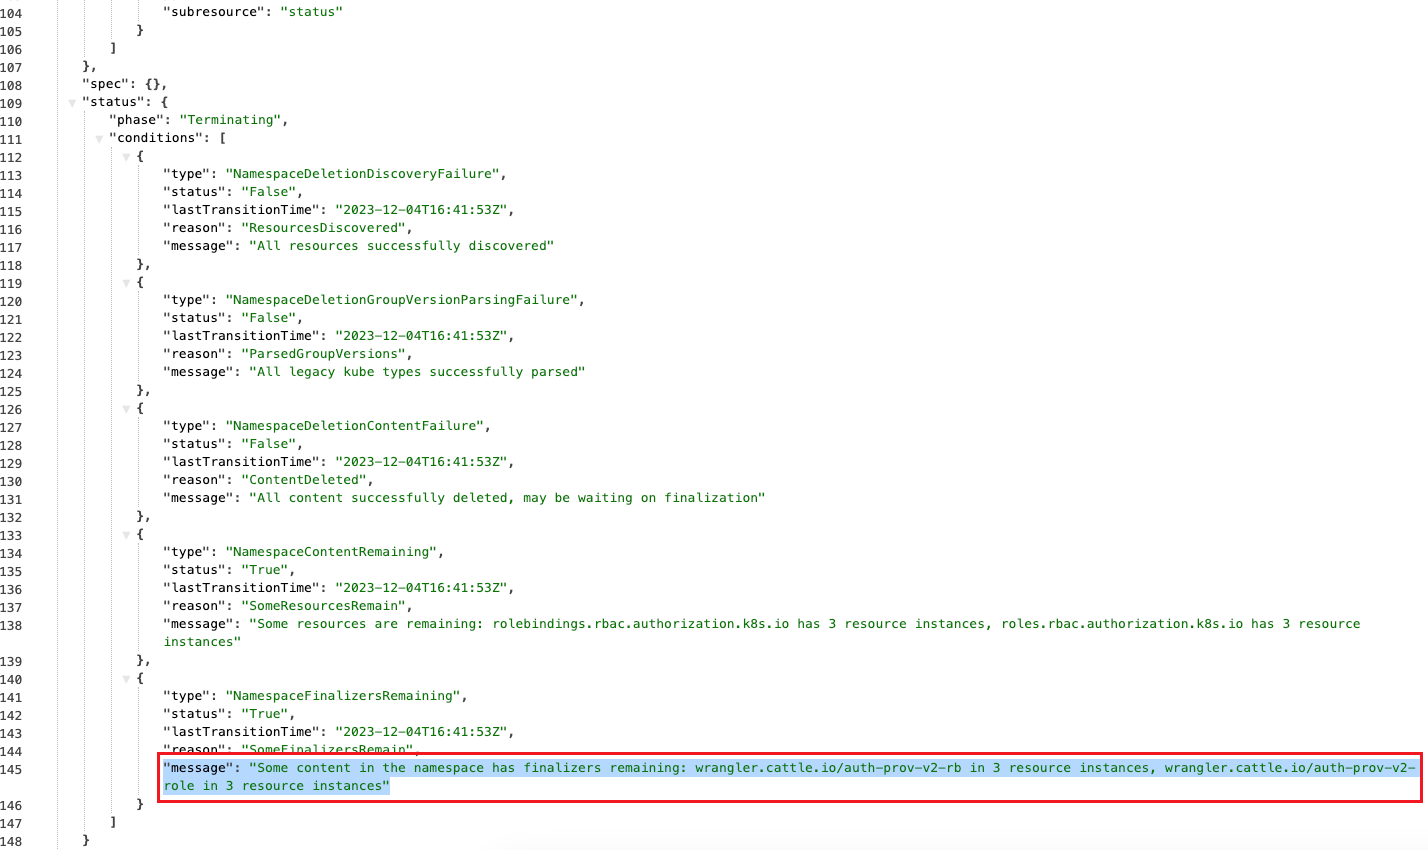 104 "subresource": "status"
105 }
106 ]
107 },
108 "spec": {},
109 "status": {
110 "phase": "Terminating",
111 "conditions": [
112 {
113 "type": "NamespaceDeletionDiscoveryFailure",
114 "status": "False",
115 "lastTransitionTime": "2023-12-04T16:41:53Z",
116 "reason": "ResourcesDiscovered",
117 "message": "All resources successfully discovered"
118 },
119 {
120 "type": "NamespaceDeletionGroupVersionParsingFailure",
121 "status": "False",
122 "lastTransitionTime": "2023-12-04T16:41:53Z",
123 "reason": "ParsedGroupVersions",
124 "message": "All legacy kube types successfully parsed"
125 },
126 {
127 "type": "NamespaceDeletionContentFailure",
128 "status": "False",
129 "lastTransitionTime": "2023-12-04T16:41:53Z",
130 "reason": "ContentDeleted",
131 "message": "All content successfully deleted, may be waiting on finalization"
132 },
133 {
134 "type": "NamespaceContentRemaining",
135 "status": "True",
136 "lastTransitionTime": "2023-12-04T16:41:53Z",
137 "reason": "SomeResourcesRemain",
138 "message": "Some resources are remaining: rolebindings.rbac.authorization.k8s.io has 3 resource instances, roles.rbac.authorization.k8s.io has 3 resource
instances"
139 },
140 {
141 "type": "NamespaceFinalizersRemaining",
142 "status": "True",
143 "lastTransitionTime": "2023-12-04T16:41:53Z",
144 "reason": "SomeFinalizersRemain",
145 "message": "Some content in the namespace has finalizers remaining: wrangler.cattle.io/auth-prov-v2-rb in 3 resource instances, wrangler.cattle.io/auth-prov-v2-
role in 3 resource instances"
146 }
147 ]
148 }